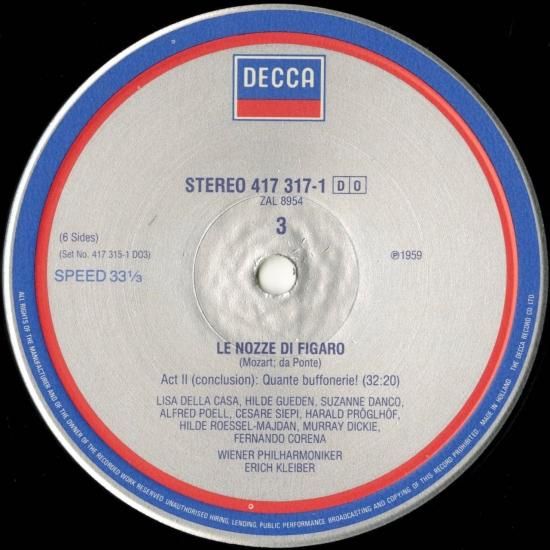 DECCA
STEREO 417 317-1 DO
ZAL 8954
3
(6 Sides)
(Set No. 417 315-1 DO3)
SPEED 33⅓
℗1959
LE NOZZE DI FIGARO
(Mozart; da Ponte)
Act II (conclusion): Quante buffonerie! (32:20)
LISA DELLA CASA, HILDE GUEDEN, SUZANNE DANCO,
ALFRED POELL, CESARE SIEPI, HARALD PRÖGLHÖF,
HILDE ROESSEL-MAJDAN, MURRAY DICKIE,
FERNANDO CORENA
WIENER PHILHARMONIKER
ERICH KLEIBER
ALL RIGHTS OF THE MANUFACTURER AND OF THE OWNER OF THE RECORDED WORK RESERVED UNAUTHORISED HIRING, LENDING, PUBLIC PERFORMANCE BROADCASTING AND COPYING OF THIS RECORD PROHIBITED. MADE IN HOLLAND THE DECCA RECORD CO LTD